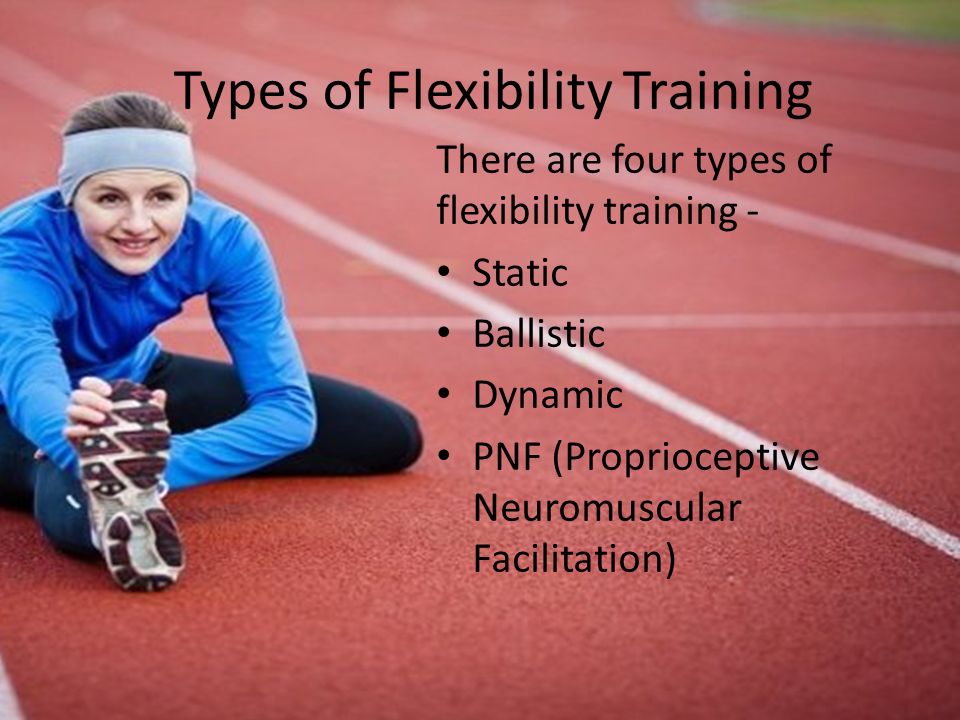 Types of Flexibility Training
There are four types of
flexibility training -
• Static
• Ballistic
• Dynamic
• PNF (Proprioceptive
Neuromuscular
Facilitation)